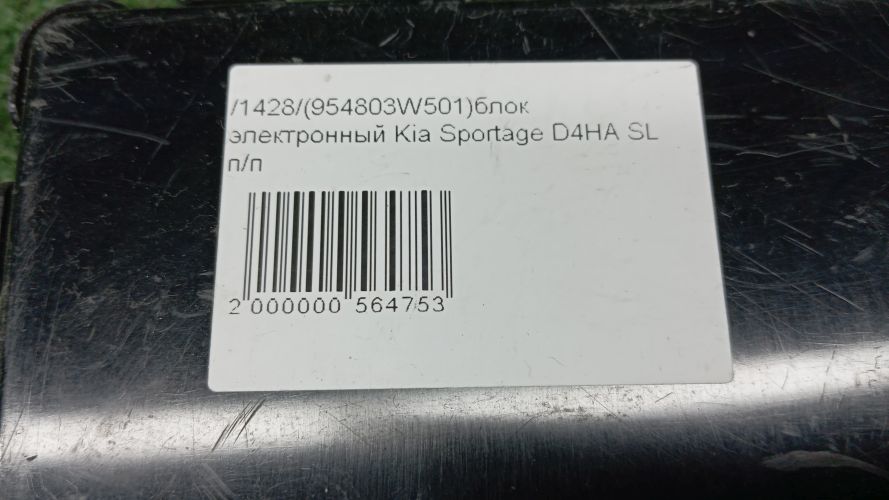 /1428/(954803W501)блок
электронный Kia Sportage D4HA SL
п/п
2 000000 564753